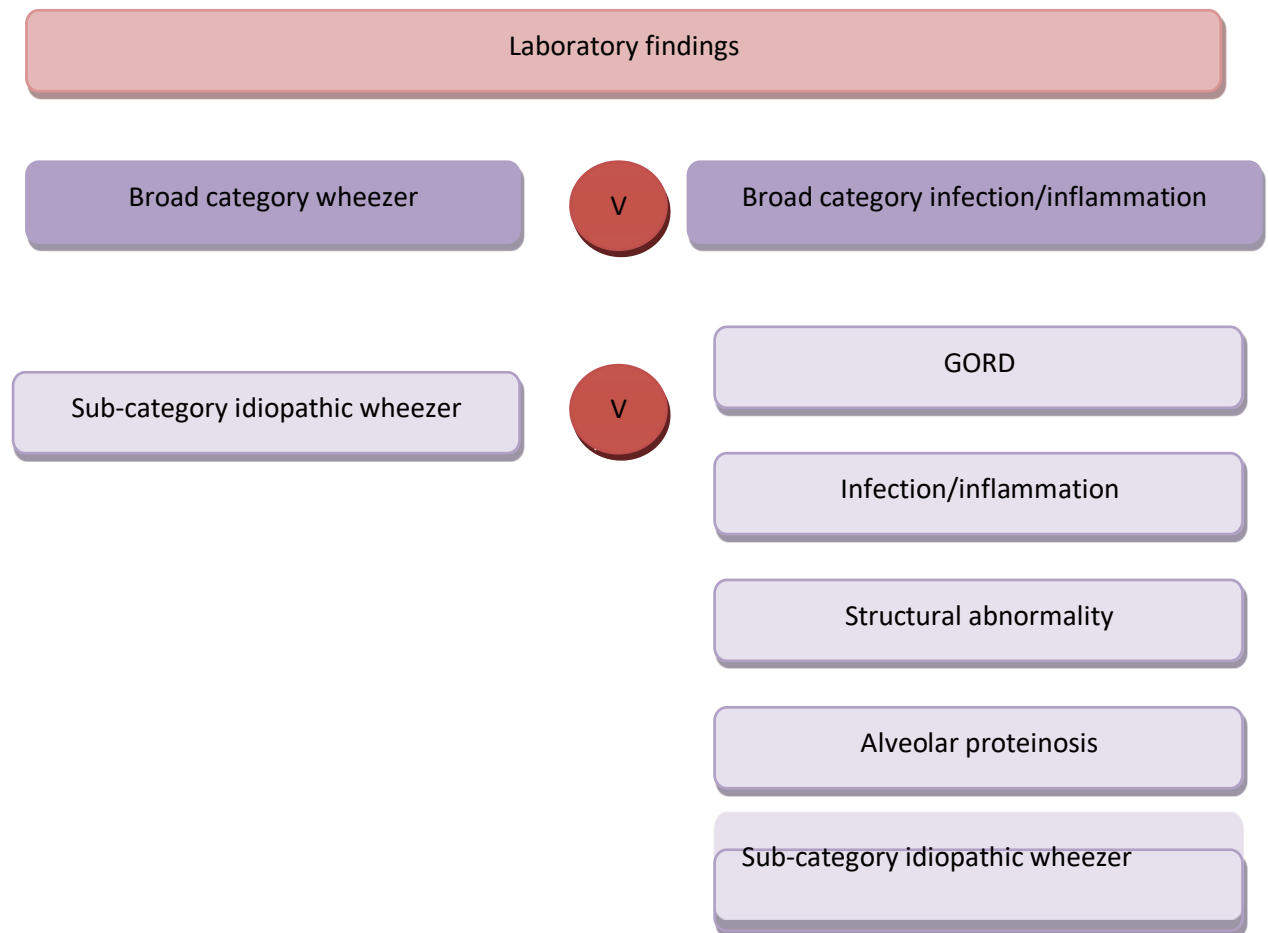 Laboratory findings
Broad category wheezer
V
Broad category infection/inflammation
Sub-category idiopathic wheezer
V
GORD
Infection/inflammation
Structural abnormality
Alveolar proteinosis
Sub-category idiopathic wheezer